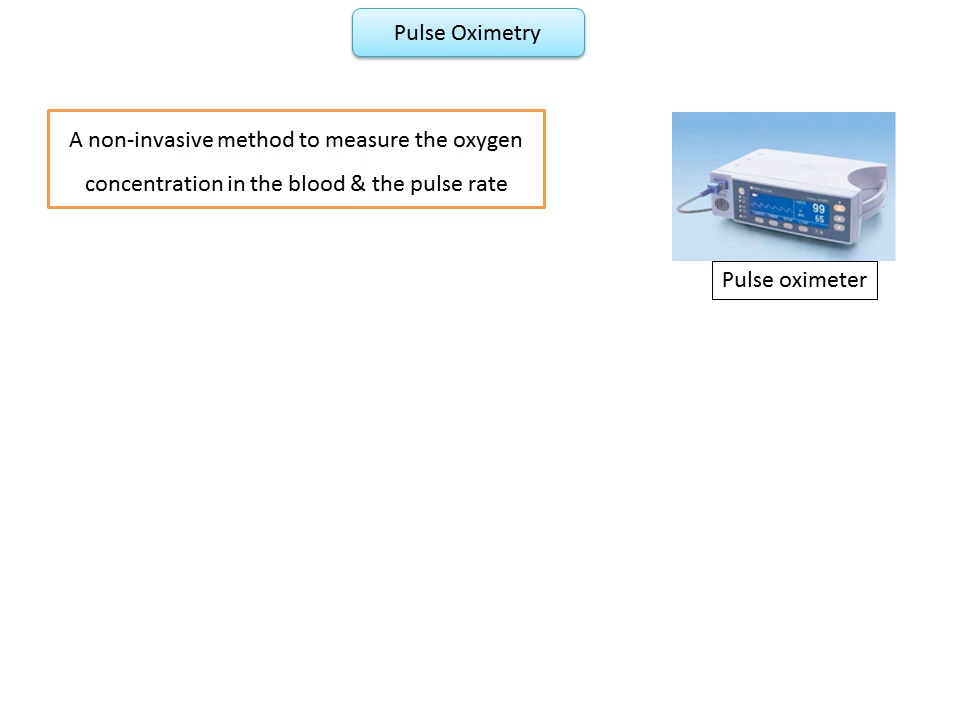 Pulse Oximetry
A non-invasive method to measure the oxygen
concentration in the blood & the pulse rate
99
65
Pulse oximeter